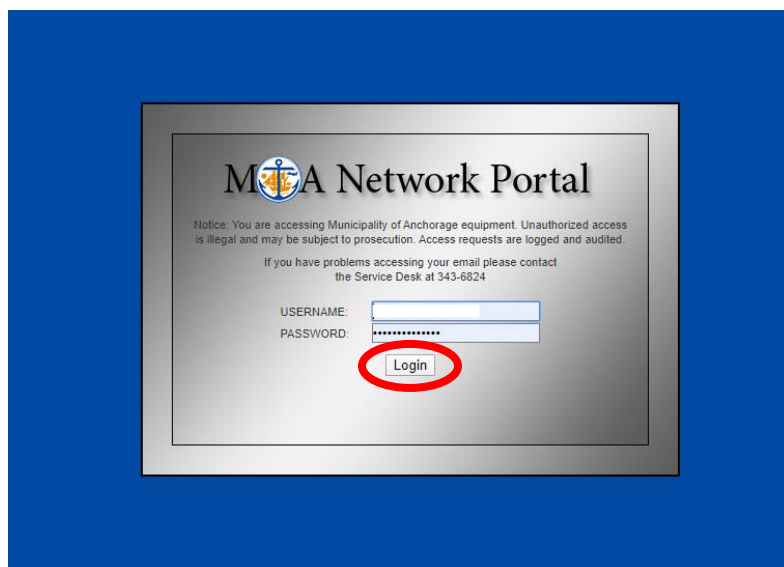 MOA Network Portal
Notice: You are accessing Municipality of Anchorage equipment. Unauthorized access
is illegal and may be subject to prosecution. Access requests are logged and audited.
If you have problems accessing your email please contact
the Service Desk at 343-6824
USERNAME:
PASSWORD: ••••••••••••••
Login